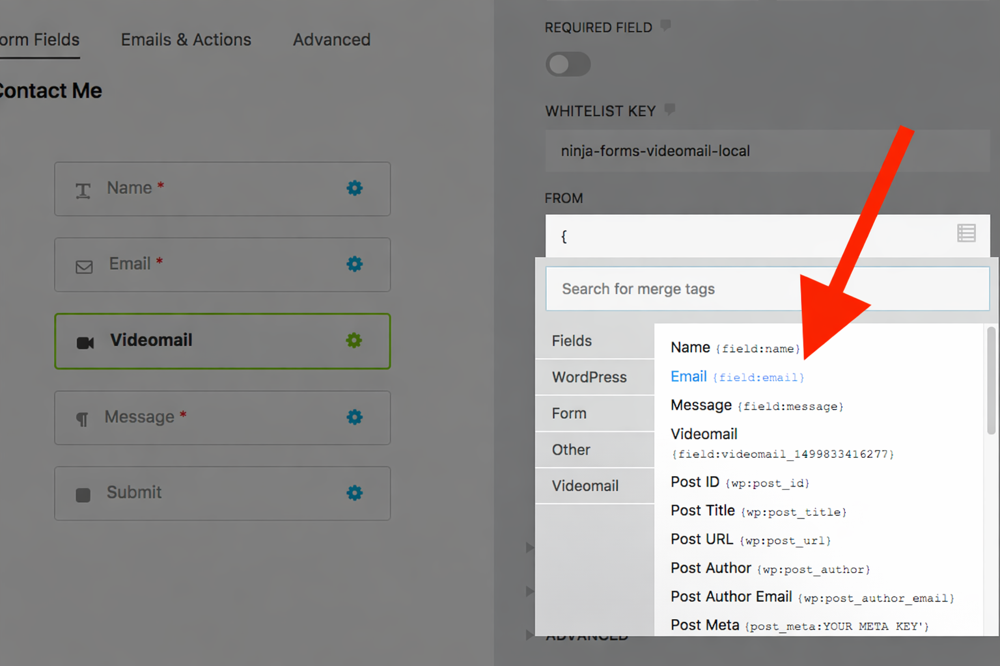 orm Fields
Emails & Actions
Advanced
Contact Me
Name *
Email *
Videomail
Message *
Submit
REQUIRED FIELD
WHITELIST KEY
ninja-forms-videomail-local
FROM
{
Search for merge tags
Fields
WordPress
Form
Other
Videomail
Name {field:name}
Email {field:email}
Message {field:message}
Videomail
{field:videomail_1499833416277}
Post ID {wp:post_id}
Post Title {wp:post_title}
Post URL {wp:post_url}
Post Author {wp:post_author}
Post Author Email {wp:post_author_email}
Post Meta {post_meta:YOUR META KEY'}
ADVANCED